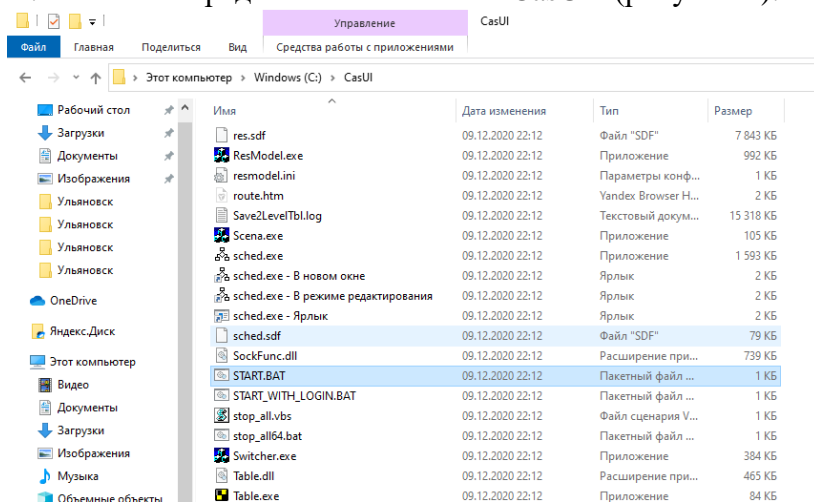 CasUI
Управление CasUI
Файл Главная Поделиться Вид Средства работы с приложениями
Этот компьютер > Windows (C:) > CasUI
Рабочий стол Имя Дата изменения Тип Размер
Загрузки res.sdf 09.12.2020 22:12 Файл "SDF" 7 843 КБ
Документы ResModel.exe 09.12.2020 22:12 Приложение 992 КБ
Изображения resmodel.ini 09.12.2020 22:12 Параметры конф... 1 КБ
Ульяновск route.htm 09.12.2020 22:12 Yandex Browser H... 2 КБ
Ульяновск Save2LevelTbl.log 09.12.2020 22:12 Текстовый докум... 15 318 КБ
Ульяновск Scena.exe 09.12.2020 22:12 Приложение 105 КБ
Ульяновск sched.exe 09.12.2020 22:12 Приложение 1 593 КБ
sched.exe - В новом окне 09.12.2020 22:12 Ярлык 2 КБ
OneDrive sched.exe - В режиме редактирования 09.12.2020 22:12 Ярлык 2 КБ
sched.exe - Ярлык 09.12.2020 22:12 Ярлык 2 КБ
Яндекс.Диск sched.sdf 09.12.2020 22:12 Файл "SDF" 79 КБ
Этот компьютер SockFunc.dll 09.12.2020 22:12 Расширение при... 739 КБ
Видео START.BAT 09.12.2020 22:12 Пакетный файл ... 1 КБ
Документы START_WITH_LOGIN.BAT 09.12.2020 22:12 Пакетный файл ... 1 КБ
Загрузки stop_all.vbs 09.12.2020 22:12 Файл сценария V... 1 КБ
stop_all64.bat 09.12.2020 22:12 Пакетный файл ... 1 КБ
Изображения Switcher.exe 09.12.2020 22:12 Приложение 384 КБ
Музыка Table.dll 09.12.2020 22:12 Расширение при... 465 КБ
Объемные объекты Table.exe 09.12.2020 22:12 Приложение 84 КБ